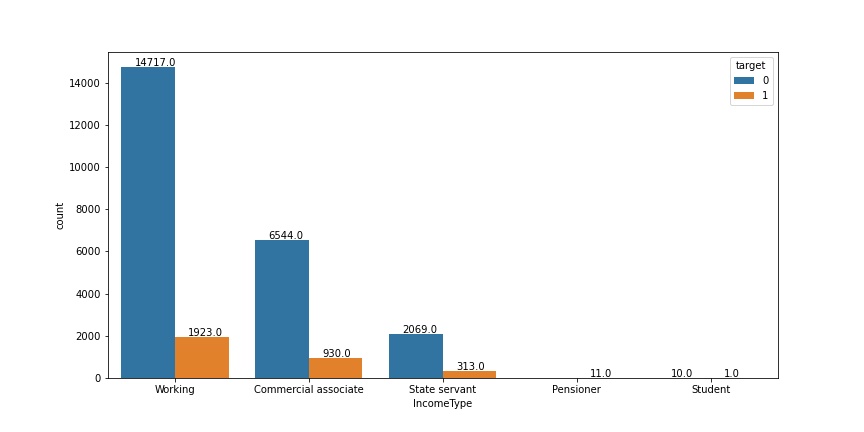 14717.0
target
0
1
14000
12000
10000
8000
6000
4000
2000
0
count
6544.0
2069.0
1923.0
930.0
313.0
11.0
10.0
1.0
Working
Commercial associate
State servant
Pensioner
Student
IncomeType